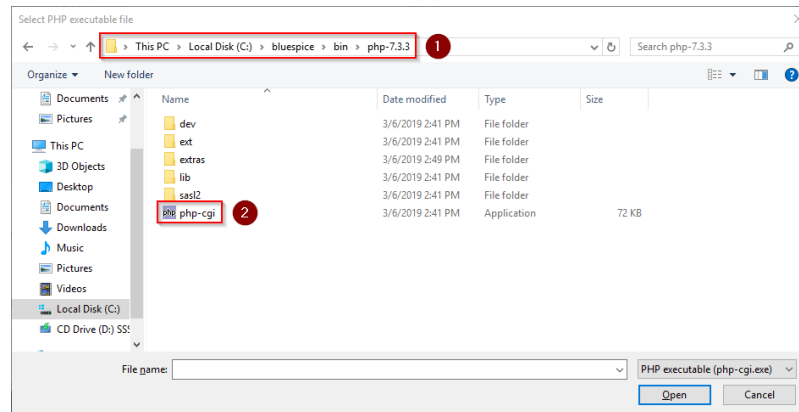 Select PHP executable file
This PC > Local Disk (C:) > bluespice > bin > php-7.3.3
1
Search php-7.3.3
Organize
New folder
Documents
Pictures
This PC
3D Objects
Desktop
Documents
Downloads
Music
Pictures
Videos
Local Disk (C:)
CD Drive (D:) SSS
Name Date modified Type Size
dev 3/6/2019 2:41 PM File folder
ext 3/6/2019 2:41 PM File folder
extras 3/6/2019 2:49 PM File folder
lib 3/6/2019 2:41 PM File folder
sasl2 3/6/2019 2:41 PM File folder
php php-cgi 2 3/6/2019 2:41 PM Application 72 KB
File name:
PHP executable (php-cgi.exe)
Open
Cancel